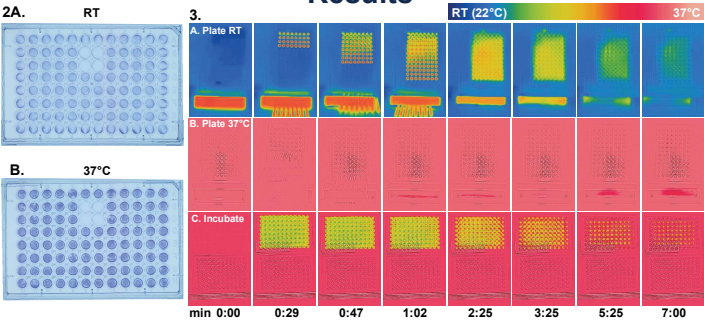 Results
2A.
RT
B.
37°C
3.
RT (22°C)
37°C
A. Plate RT
B. Plate 37°C
C. Incubate
min 0:00 0:29 0:47 1:02 2:25 3:25 5:25 7:00